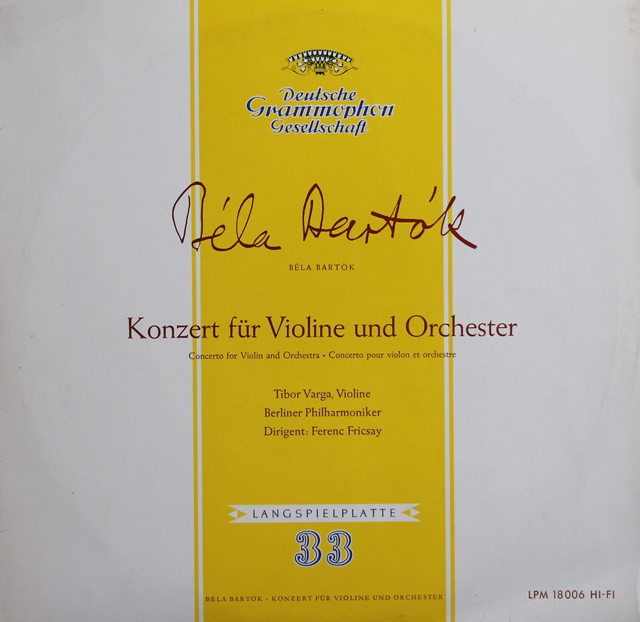 Deutsche
Grammophon
Gesellschaft
Béla Bartók
BÉLA BARTÓK
Konzert für Violine und Orchester
Concerto for Violin and Orchestra • Concerto pour violon et orchestre
Tibor Varga, Violine
Berliner Philharmoniker
Dirigent: Ferenc Fricsay
LANGSPIELPLATTE
33
BÉLA BARTÓK - KONZERT FÜR VIOLINE UND ORCHESTER
LPM 18006 HI-FI